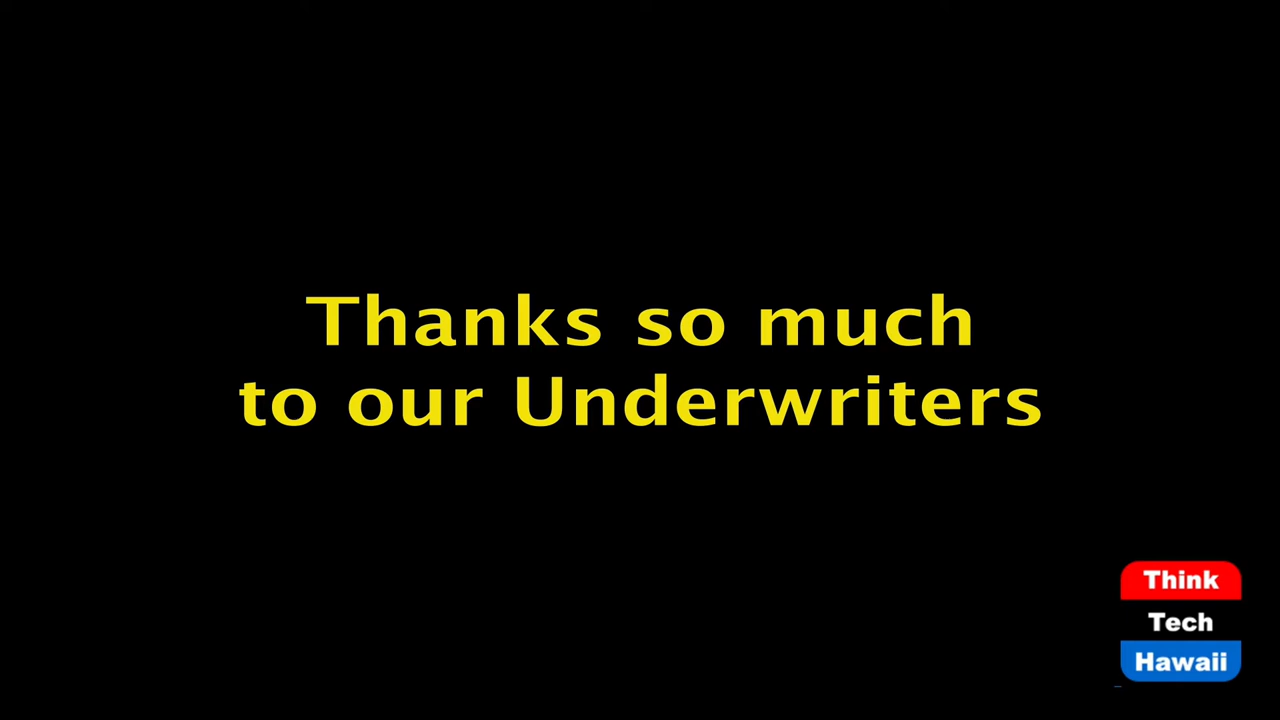 Thanks so much
to our Underwriters
Think
Tech
Hawaii